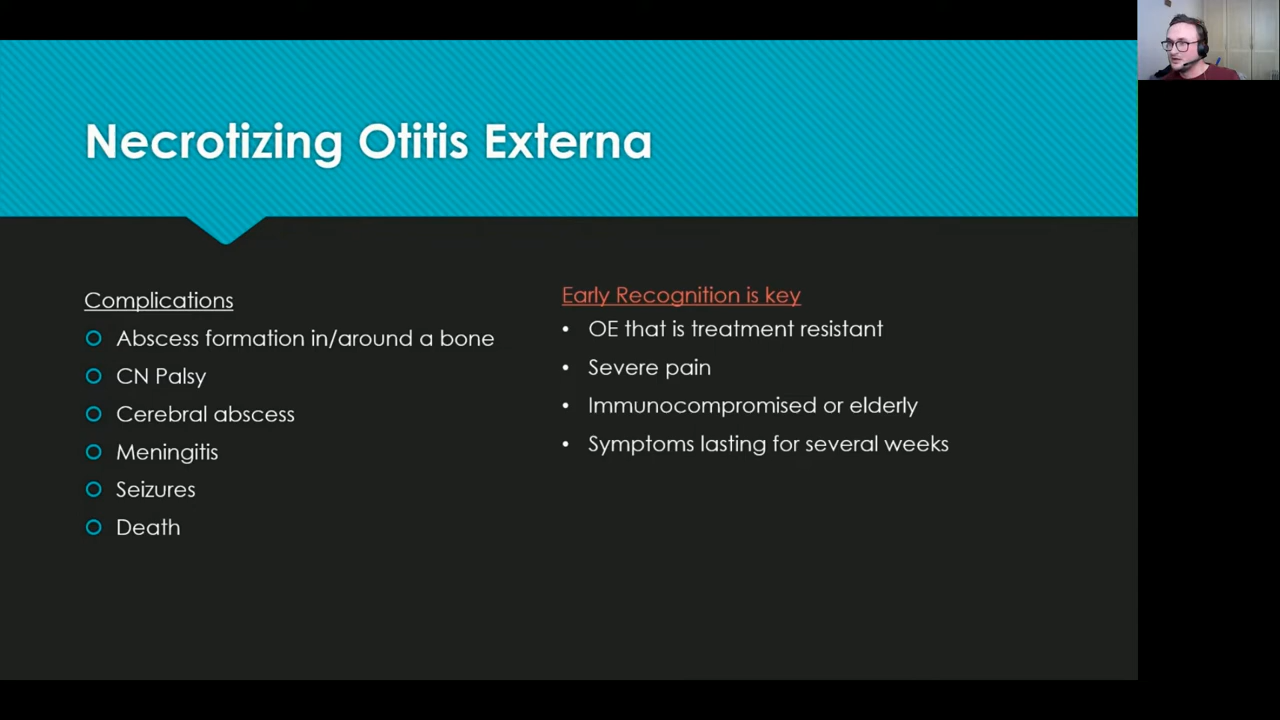 Necrotizing Otitis Externa
Complications
Abscess formation in/around a bone
CN Palsy
Cerebral abscess
Meningitis
Seizures
Death
Early Recognition is key
OE that is treatment resistant
Severe pain
Immunocompromised or elderly
Symptoms lasting for several weeks